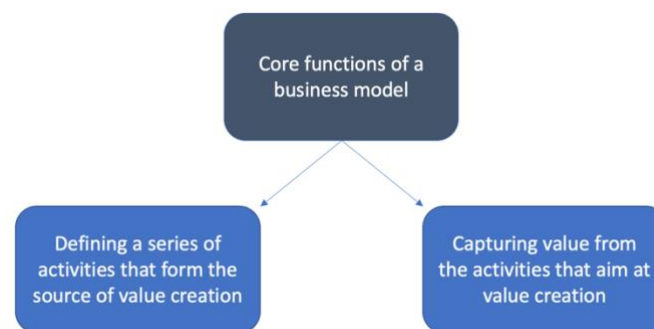 Core functions of a
business model
Defining a series of
activities that form the
source of value creation
Capturing value from
the activities that aim at
value creation